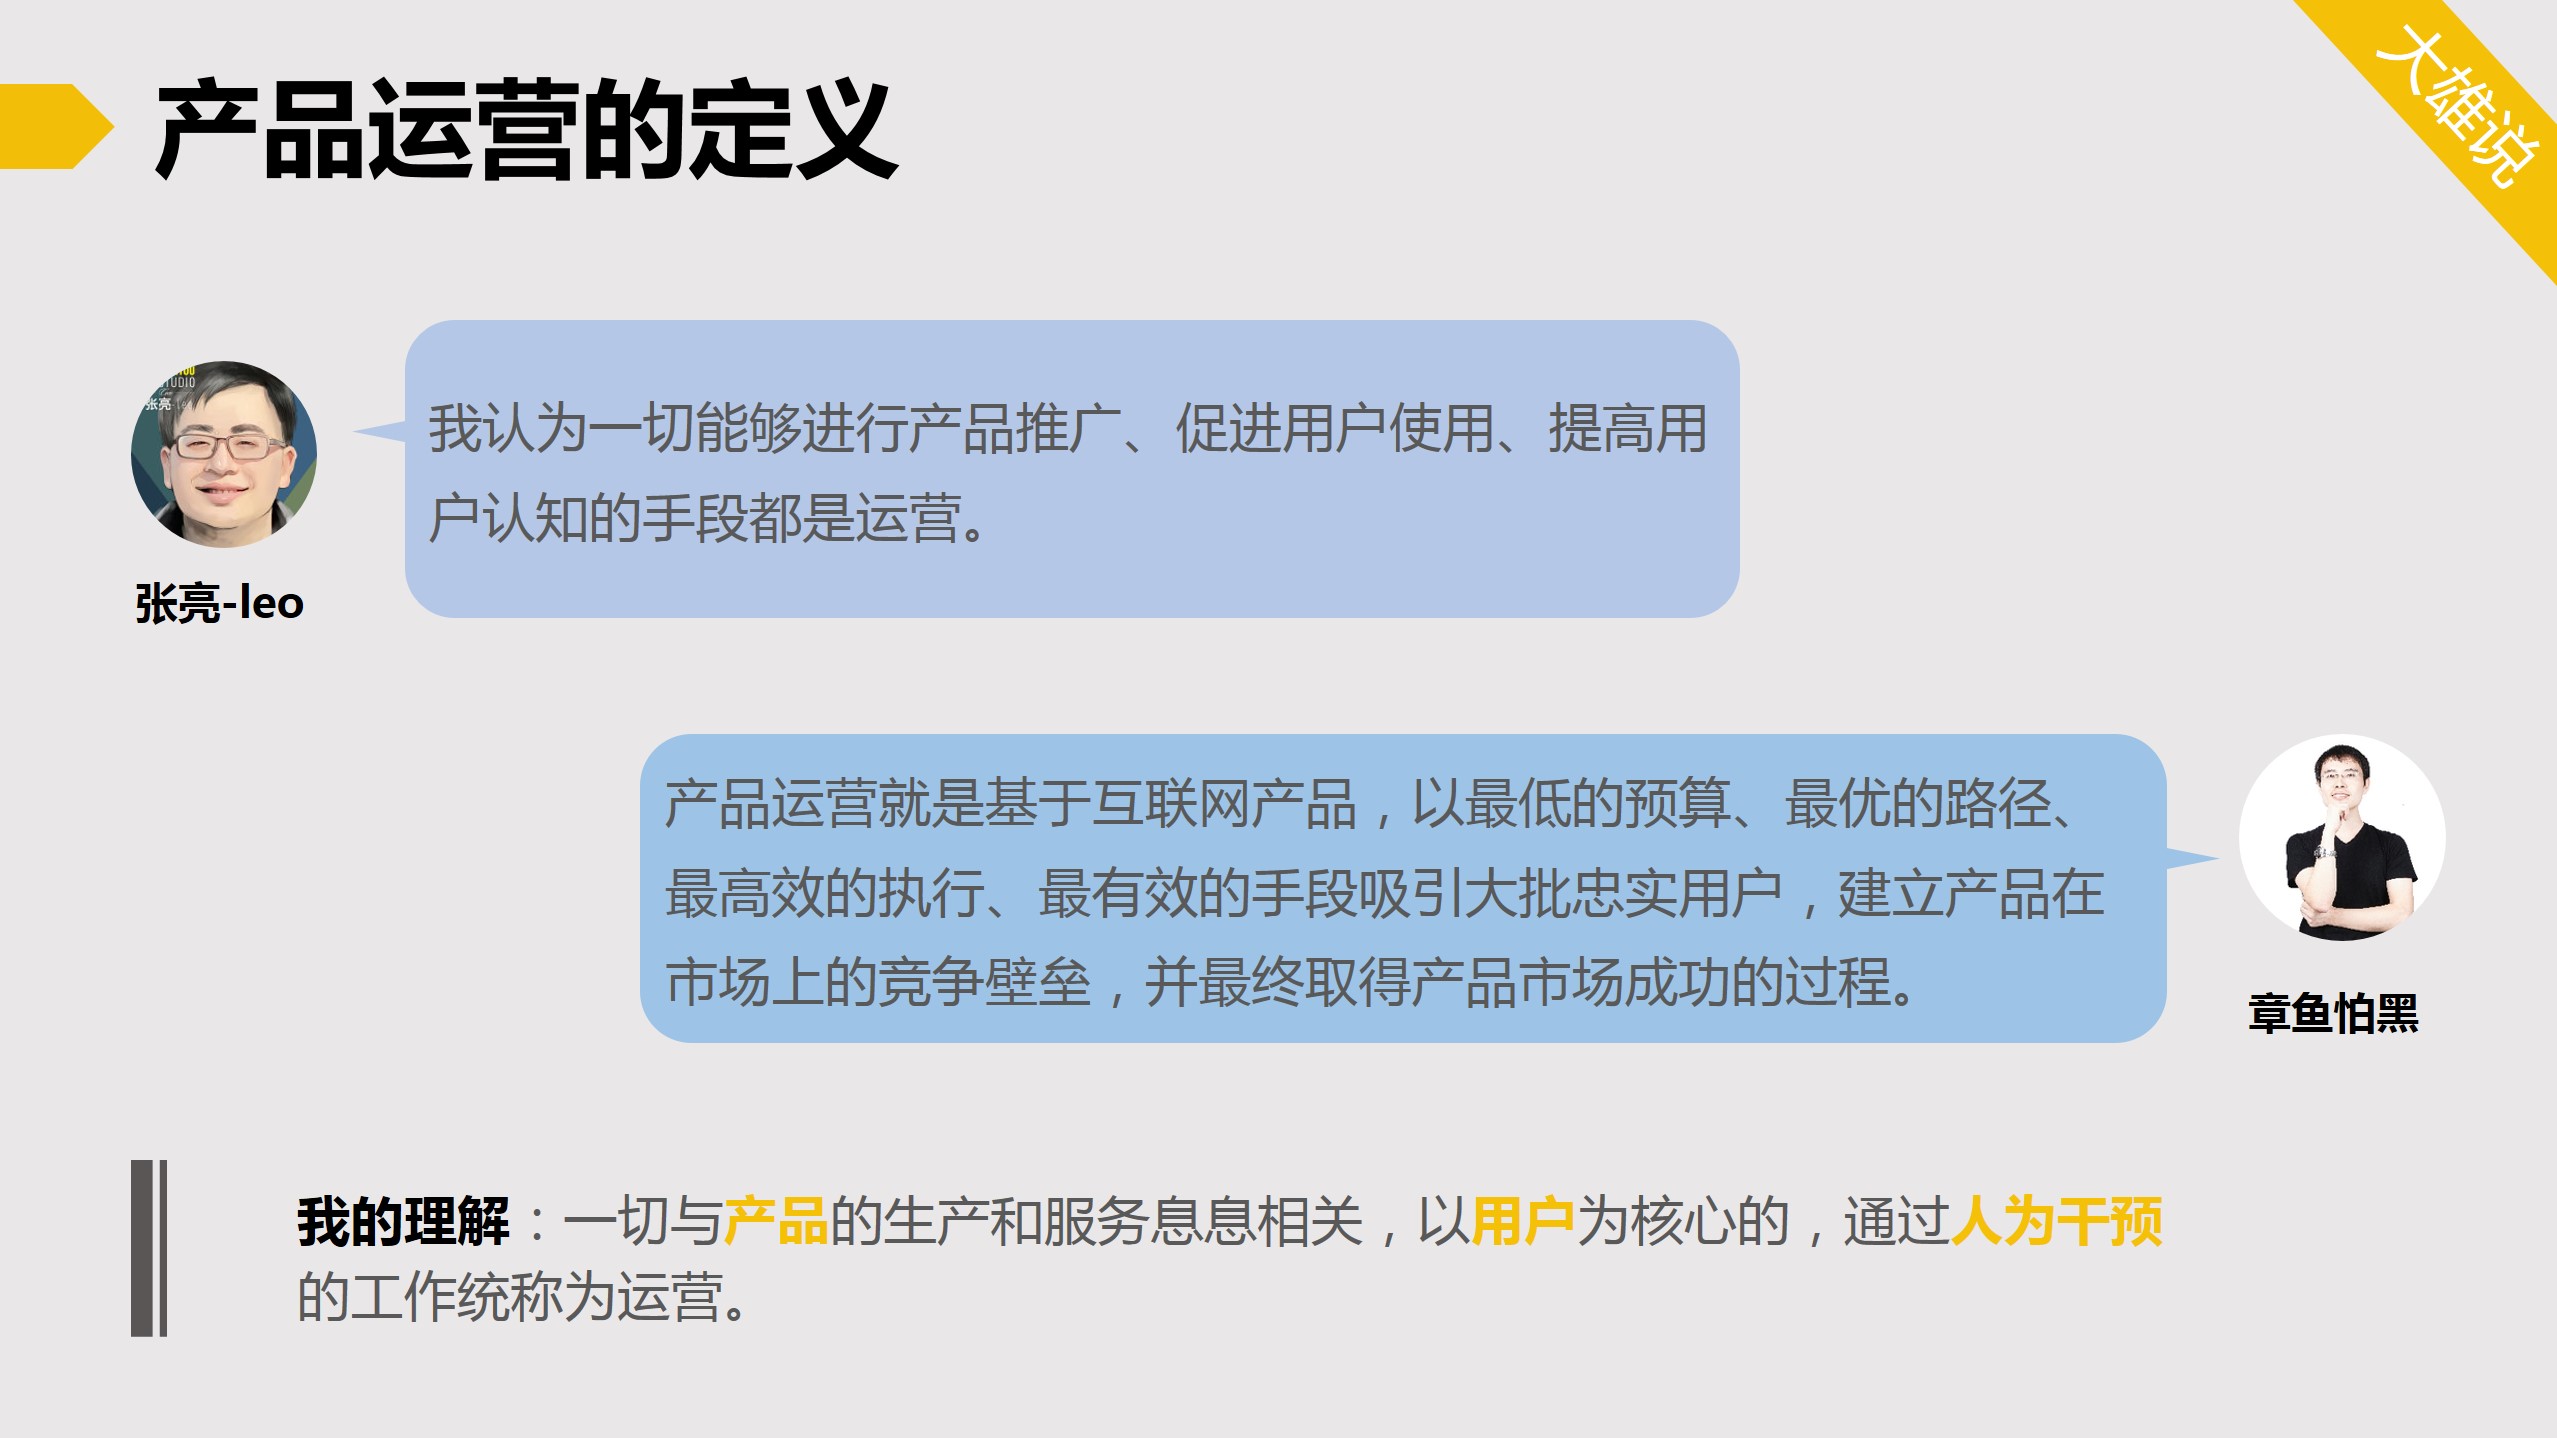 产品运营的定义
大雄说
张亮
我认为一切能够进行产品推广、促进用户使用、提高用
户认知的手段都是运营。
张亮-leo
产品运营就是基于互联网产品，以最低的预算、最优的路径、
最高效的执行、最有效的手段吸引大批忠实用户，建立产品在
市场上的竞争壁垒，并最终取得产品市场成功的过程。
章鱼怕黑
我的理解：一切与产品的生产和服务息息相关，以用户为核心的，通过人为干预
的工作统称为运营。